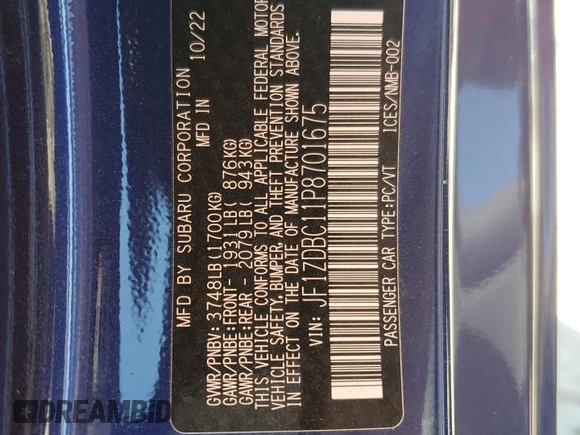 MFD BY SUBARU CORPORATION 10/22
MFD IN
GVWR/PNBV: 3748LB(1700KG)
GAWR/PNBE:FRONT-1931LB( 876KG)
GAWR/PNBE:REAR -2079LB( 943KG)
THIS VEHICLE CONFORMS TO ALL APPLICABLE FEDERAL MOTOR
VEHICLE SAFETY, BUMPER, AND THEFT PREVENTION STANDARDS
IN EFFECT ON THE DATE OF MANUFACTURE SHOWN ABOVE.
VIN: JF1ZDBC11P8701675
PASSENGER CAR TYPE:PC/VT ICES/NMB-002
DREAMBID